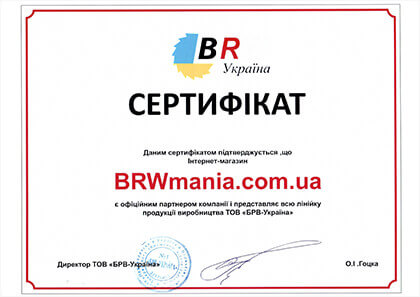 BR
Україна
СЕРТИФІКАТ
Даним сертифікатом підтверджується ,що
Інтернет-магазин
BRWmania.com.ua
є офіційним партнером компанії і представляє всю лінійку
продукції виробництва ТОВ «БРВ-Україна»
Директор ТОВ «БРВ-Україна» О.І .Гоцка